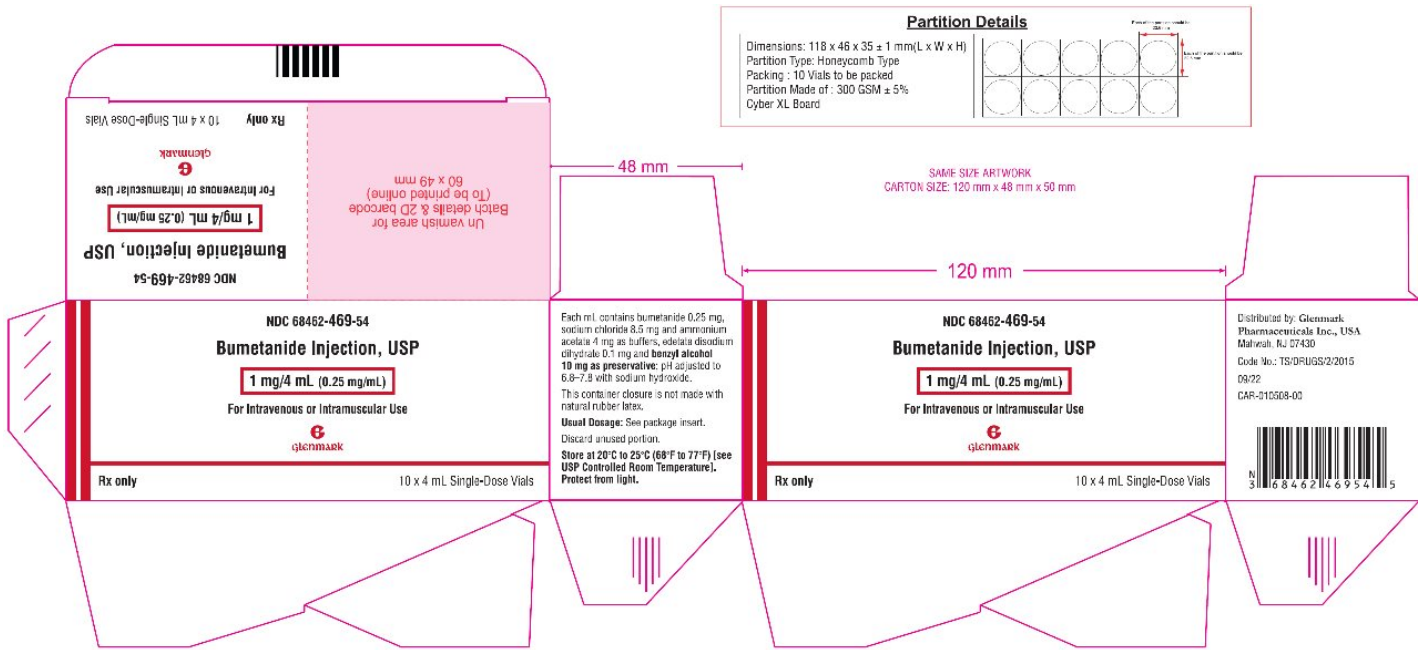 Partition Details
Dimensions: 118 x 46 x 35 ± 1 mm(L x W x H)
Partition Type: Honeycomb Type
Packing : 10 Vials to be packed
Partition Made of : 300 GSM ± 5%
Cyber XL Board
Rx only 10 x 4 mL Single-Dose Vials
Glenmark
For Intravenous or Intramuscular Use
1 mg/4 mL (0.25 mg/mL)
Bumetanide Injection, USP
NDC 68462-469-54
Un varnish area for
Batch details & 2D barcode
(To be printed online)
60 x 49 mm
48 mm
SAME SIZE ARTWORK
CARTON SIZE: 120 mm x 48 mm x 50 mm
120 mm
NDC 68462-469-54
Bumetanide Injection, USP
1 mg/4 mL (0.25 mg/mL)
For Intravenous or Intramuscular Use
Glenmark
Rx only 10 x 4 mL Single-Dose Vials
Each mL contains bumetanide 0.25 mg,
sodium chloride 8.5 mg and ammonium
acetate 4 mg as buffers, edetate disodium
dihydrate 0.1 mg and benzyl alcohol
10 mg as preservative: pH adjusted to
6.8–7.8 with sodium hydroxide.
This container closure is not made with
natural rubber latex.
Usual Dosage: See package insert.
Discard unused portion.
Store at 20°C to 25°C (68°F to 77°F) [see
USP Controlled Room Temperature].
Protect from light.
NDC 68462-469-54
Bumetanide Injection, USP
1 mg/4 mL (0.25 mg/mL)
For Intravenous or Intramuscular Use
Glenmark
Rx only 10 x 4 mL Single-Dose Vials
Distributed by: Glenmark
Pharmaceuticals Inc., USA
Mahwah, NJ 07430
Code No.: TS/DRUGS/2/2015
09/22
CAR-010508-00
N
3 68462 46954 5